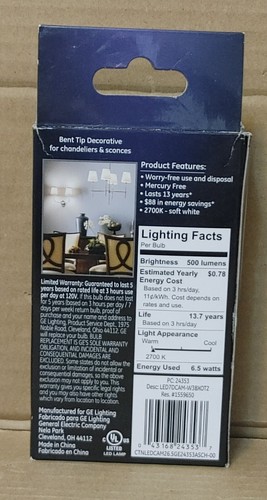 Bent Tip Decorative
for chandeliers & sconces
Product Features:
• Worry-free use and disposal
• Mercury Free
• Lasts 13 years*
• $88 in energy savings*
• 2700K - soft white
Lighting Facts
Per Bulb
Brightness 500 lumens
Estimated Yearly $0.78
Energy Cost
Based on 3 hrs/day,
11¢/kWh. Cost depends on
rates and use.
Life 13.7 years
Based on 3 hrs/day
Light Appearance
Warm Cool
2700 K
Energy Used 6.5 watts
Limited Warranty: Guaranteed to last 5
years based on rated life at 3 hours use
per day at 120V. If this bulb does not last
for 5 years based on 3 hours per day / 7
days per week) return bulb, proof of
purchase and your name and address to
GE Lighting, Product Service Dept., 1975
Noble Road, Cleveland, Ohio 44112. GE
will replace your bulb. BULB
REPLACEMENT IS GE'S SOLE WARRANTY
OBLIGATION, AND INCIDENTAL AND
CONSEQUENTIAL DAMAGES ARE
EXCLUDED. Some states do not allow the
exclusion or limitation of incidental or
consequential damages, so the above
exclusion may not apply to you. This
warranty gives you specific legal rights
and you may also have other rights
which vary from location to location.
Manufactured for GE Lighting
Fabricado para GE Lighting
General Electric Company
Nela Park
Cleveland, OH 44112
Made in China
Fabricado en China
UL
LISTED
LED LAMP
PC: 24353
Res. #1559650
0 43168 24353 7